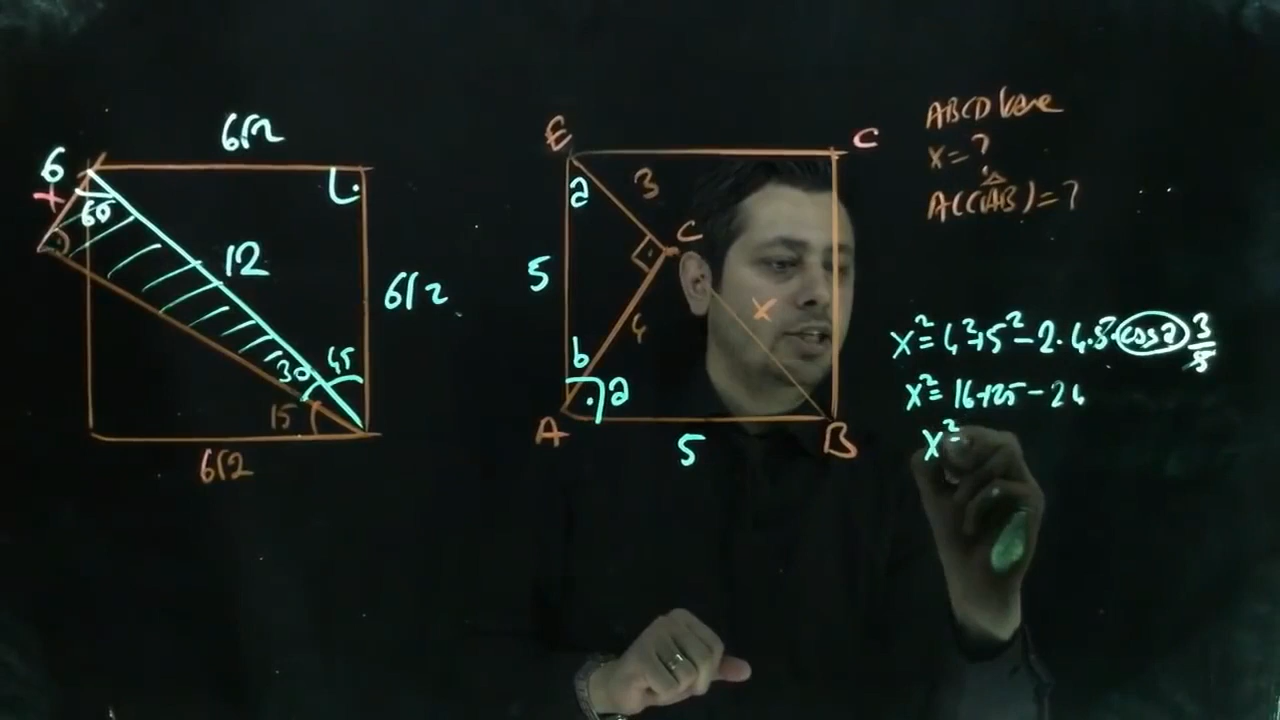 6√2
6
x
60
12
6√2
30
45
15
6√2
E
C
a
3
C
5
4
x
b
a
A
5
B
ABCD kare
x = ?
A(CAB) = ?
x² = 4² + 5² - 2.4.5.cosa 3/5
x² = 16+25-24
x² =